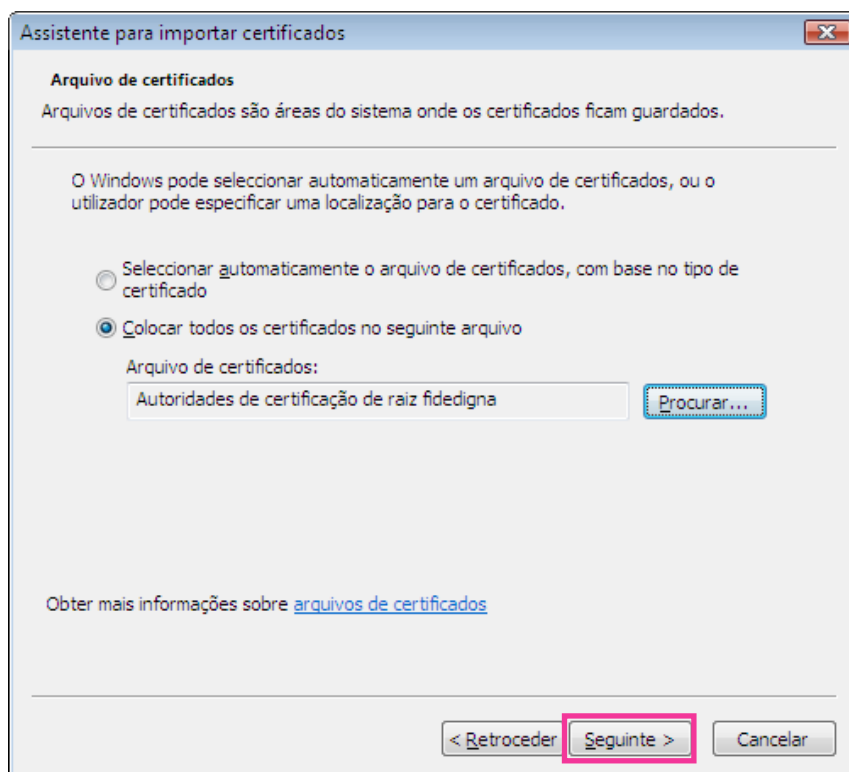 Assistente para importar certificados
Arquivo de certificados
Arquivos de certificados são áreas do sistema onde os certificados ficam guardados.
O Windows pode seleccionar automaticamente um arquivo de certificados, ou o
utilizador pode especificar uma localização para o certificado.
Seleccionar automaticamente o arquivo de certificados, com base no tipo de
certificado
Colocar todos os certificados no seguinte arquivo
Arquivo de certificados:
Autoridades de certificação de raiz fidedigna
Procurar...
Obter mais informações sobre arquivos de certificados
< Retroceder
Seguinte >
Cancelar